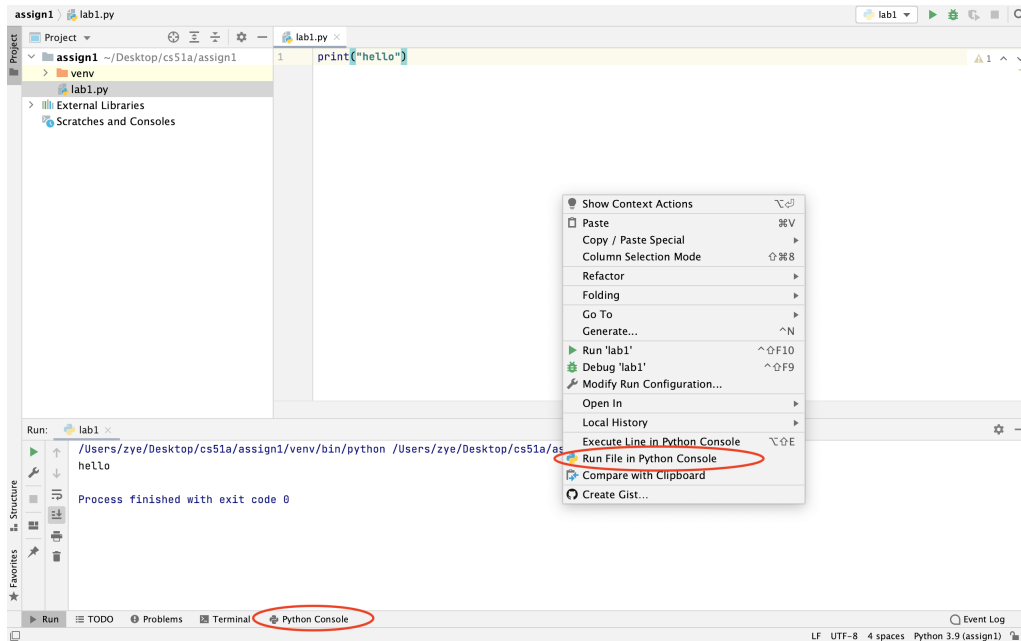 assign1 〉 lab1.py
lab1
Project
Project
lab1.py
assign1 ~/Desktop/cs51a/assign1
venv
lab1.py
External Libraries
Scratches and Consoles
1 print("hello")
1
Show Context Actions ⌥⏎
Paste ⌘V
Copy / Paste Special
Column Selection Mode ⇧⌘8
Refactor
Folding
Go To
Generate... ^N
Run 'lab1' ^⇧F10
Debug 'lab1' ^⇧F9
Modify Run Configuration...
Open In
Local History
Execute Line in Python Console ⌥⇧E
Run File in Python Console
Compare with Clipboard
Create Gist...
Run: lab1
/Users/zye/Desktop/cs51a/assign1/venv/bin/python /Users/zye/Desktop/cs51a/as
hello
Process finished with exit code 0
Structure
Favorites
Run TODO Problems Terminal Python Console Event Log
LF UTF-8 4 spaces Python 3.9 (assign1)